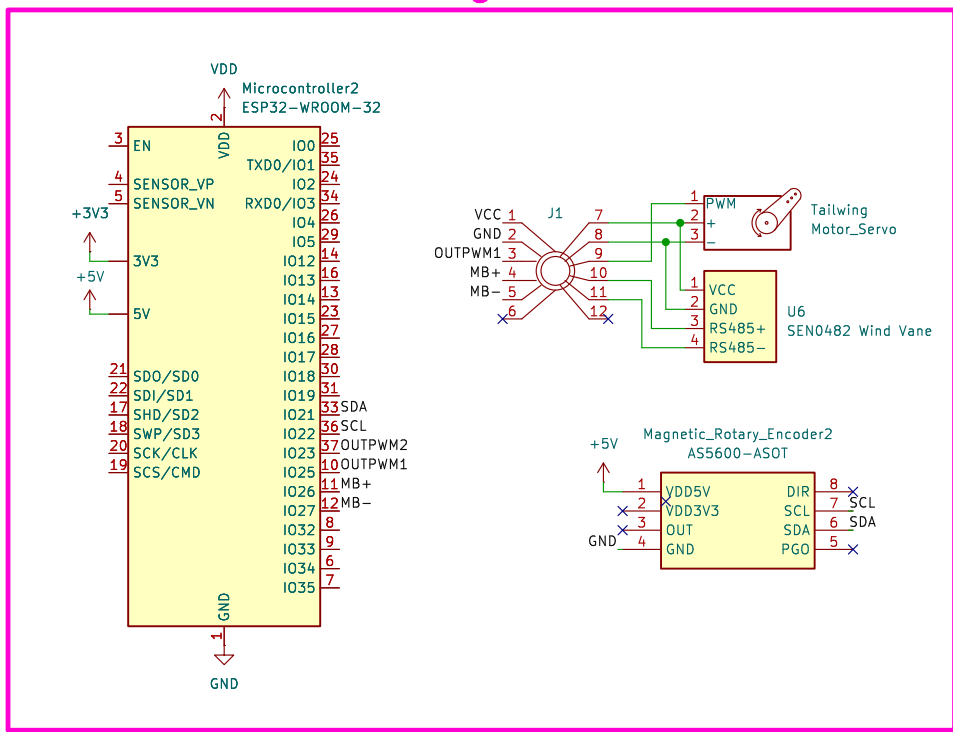 VDD
Microcontroller2
ESP32-WROOM-32
2
VDD
3 EN
4 SENSOR_VP
5 SENSOR_VN
+3V3
3V3
+5V
5V
21 SDO/SD0
22 SDI/SD1
17 SHD/SD2
18 SWP/SD3
20 SCK/CLK
19 SCS/CMD
IO0 25
TXD0/IO1 35
IO2 24
RXD0/IO3 34
IO4 26
IO5 29
IO12 14
IO13 16
IO14 13
IO15 23
IO16 27
IO17 28
IO18 30
IO19 31
IO21 33 SDA
IO22 36 SCL
IO23 37 OUTPWM2
IO25 10 OUTPWM1
IO26 11 MB+
IO27 12 MB-
IO32 8
IO33 9
IO34 6
IO35 7
GND
1
GND
J1
VCC 1
GND 2
OUTPWM1 3
MB+ 4
MB- 5
6
7
8
9
10
11
12
1 PWM
2 +
3 -
Tailwing
Motor_Servo
1 VCC
2 GND
3 RS485+
4 RS485-
U6
SEN0482 Wind Vane
Magnetic_Rotary_Encoder2
AS5600-ASOT
+5V
1 VDD5V
2 VDD3V3
3 OUT
GND 4 GND
DIR 8
SCL 7 SCL
SDA 6 SDA
PGO 5